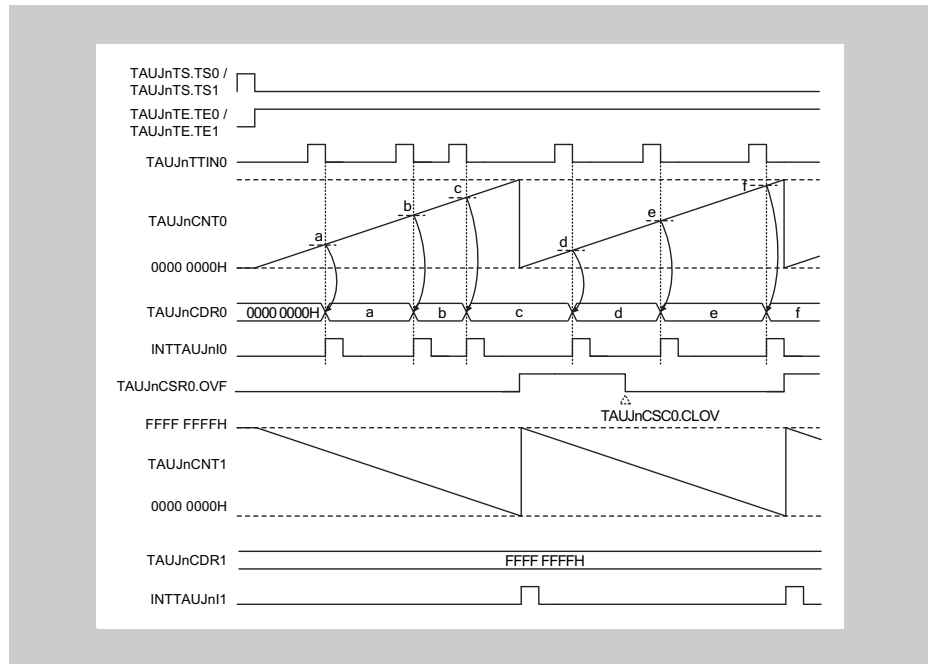 TAUJnTS.TS0 /
TAUJnTS.TS1
TAUJnTE.TE0 /
TAUJnTE.TE1
TAUJnTTIN0
TAUJnCNT0
a
b
c
d
e
f
0000 0000H
TAUJnCDR0
0000 0000H a b c d e f
INTTAUJnI0
TAUJnCSR0.OVF
TAUJnCSC0.CLOV
FFFF FFFFH
TAUJnCNT1
0000 0000H
TAUJnCDR1
FFFF FFFFH
INTTAUJnI1